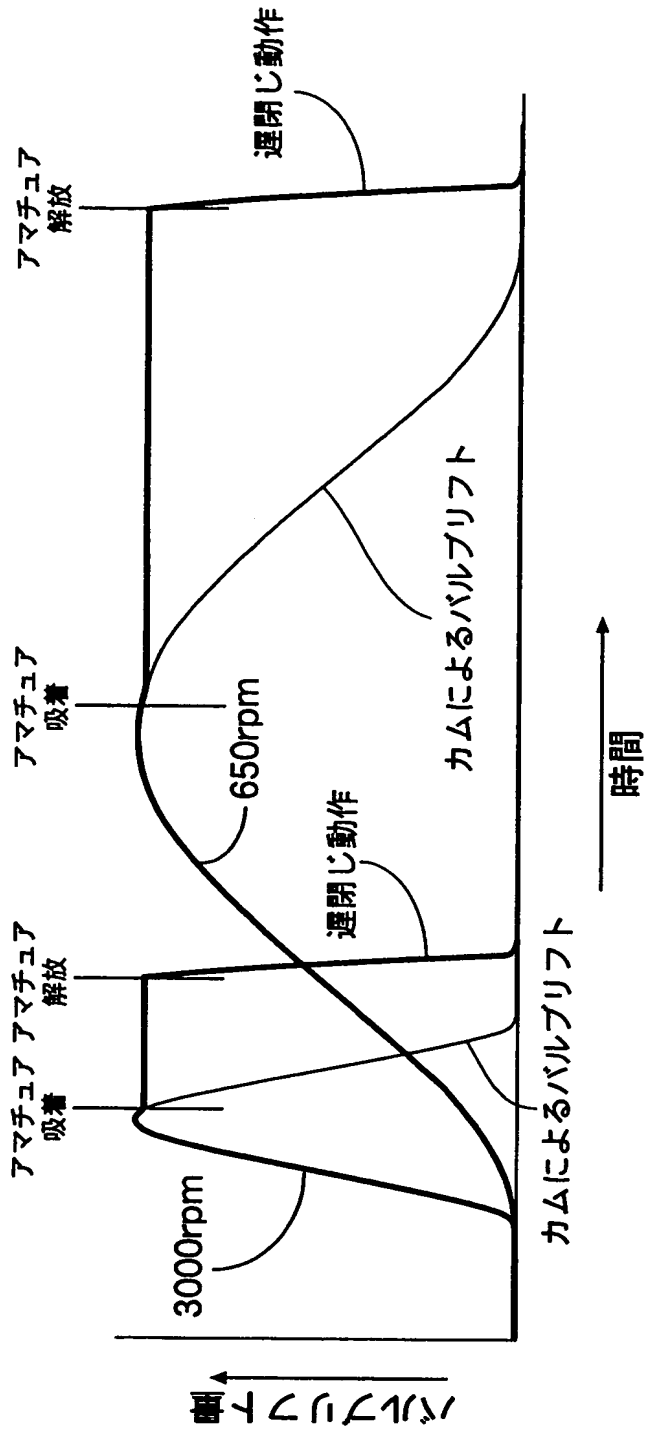 アマチュア
吸着
アマチュア
解放
アマチュア
吸着
アマチュア
解放
3000rpm
650rpm
遅閉じ動作
遅閉じ動作
カムによるバルブリフト
カムによるバルブリフト
バルブリフト量
時間